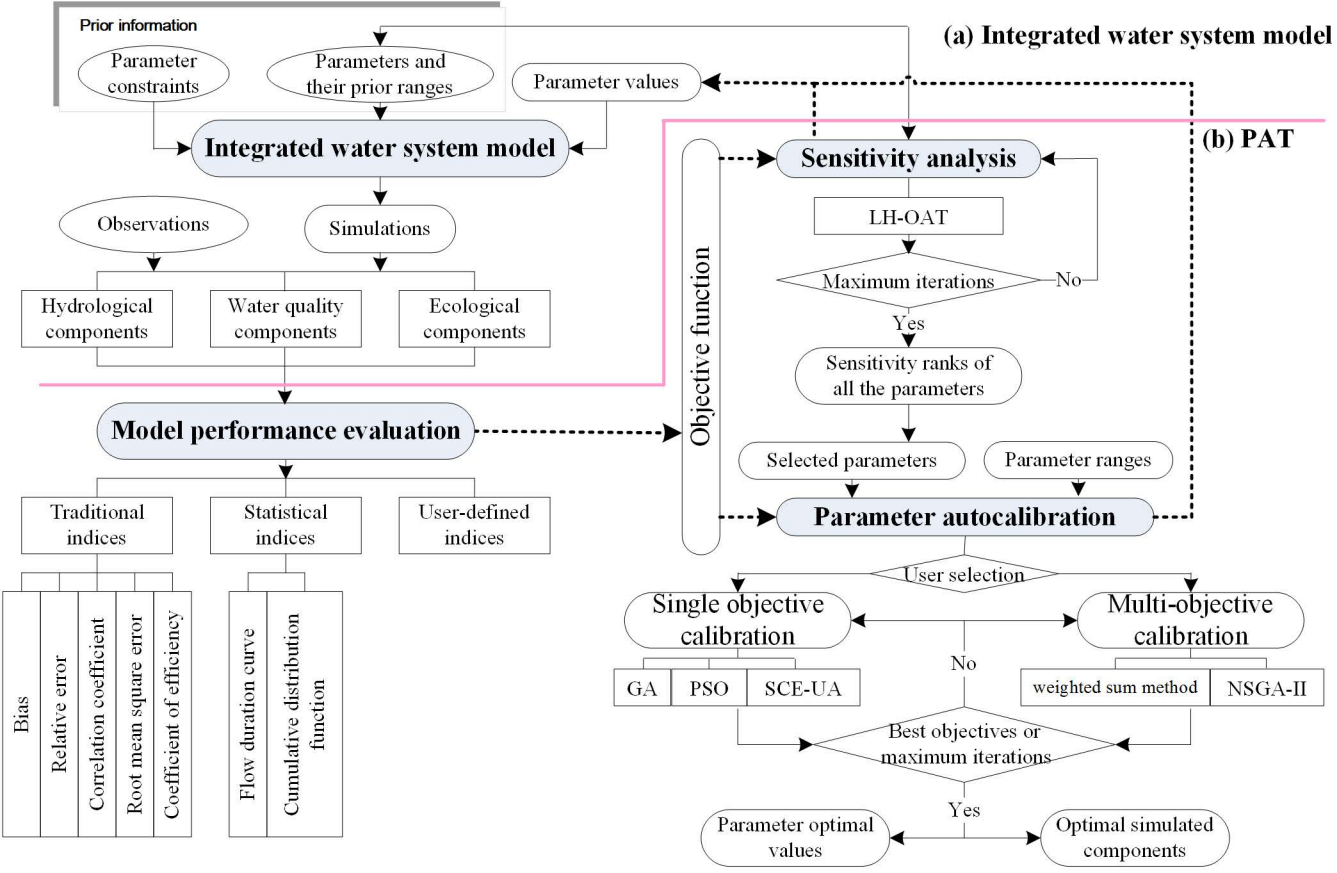 Prior information
(a) Integrated water system model
Parameter
constraints
Parameters and
their prior ranges
Parameter values
Integrated water system model
(b) PAT
Sensitivity analysis
Observations
Simulations
LH-OAT
Hydrological
components
Water quality
components
Ecological
components
Maximum iterations
No
Yes
Objective function
Sensitivity ranks of
all the parameters
Model performance evaluation
Selected parameters
Parameter ranges
Traditional
indices
Statistical
indices
User-defined
indices
Parameter autocalibration
User selection
Bias
Relative error
Correlation coefficient
Root mean square error
Coefficient of efficiency
Flow duration curve
Cumulative distribution
function
Single objective
calibration
Multi-objective
calibration
No
GA
PSO
SCE-UA
weighted sum method
NSGA-II
Best objectives or
maximum iterations
Yes
Parameter optimal
values
Optimal simulated
components